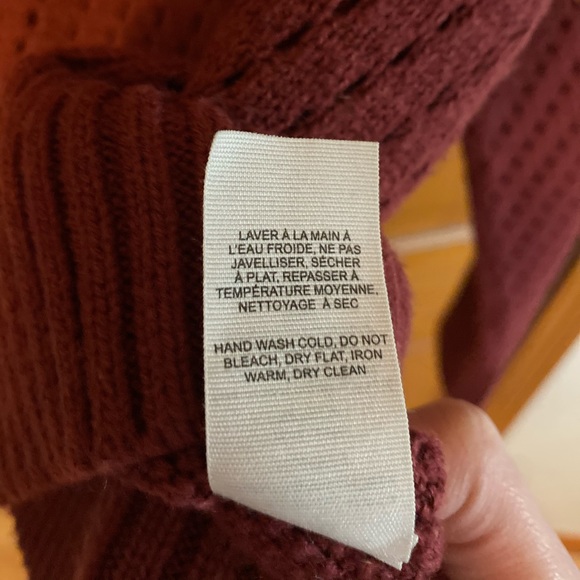 LAVER À LA MAIN À
L'EAU FROIDE, NE PAS
JAVELLISER, SÉCHER
À PLAT, REPASSER À
TEMPÉRATURE MOYENNE,
NETTOYAGE À SEC
HAND WASH COLD, DO NOT
BLEACH, DRY FLAT, IRON
WARM, DRY CLEAN